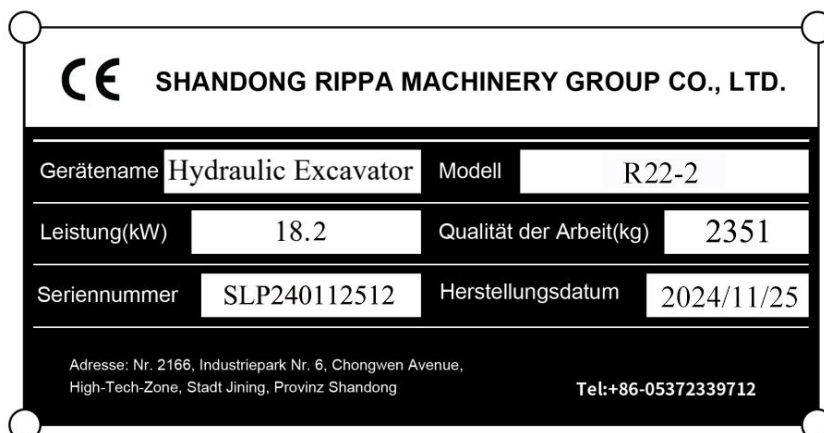 CE SHANDONG RIPPA MACHINERY GROUP CO., LTD.
Gerätename Hydraulic Excavator Modell R22-2
Leistung(kW) 18.2 Qualität der Arbeit(kg) 2351
Seriennummer SLP240112512 Herstellungsdatum 2024/11/25
Adresse: Nr. 2166, Industriepark Nr. 6, Chongwen Avenue,
High-Tech-Zone, Stadt Jining, Provinz Shandong Tel:+86-05372339712